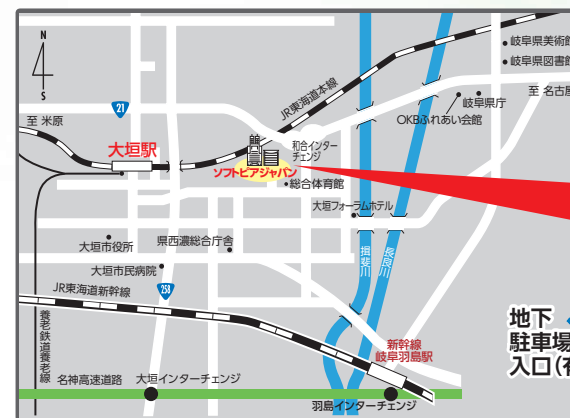 N
S
21
至 米原
大垣駅
JR東海道本線
和合インター
チェンジ
ソフトピアジャパン
総合体育館
岐阜県美術館
岐阜県図書館
至 名古屋
岐阜県庁
OKBふれあい会館
大垣フォーラムホテル
大垣市役所
県西濃総合庁舎
大垣市民病院
揖斐川
長良川
258
JR東海道新幹線
養老鉄道養老線
新幹線
岐阜羽島駅
名神高速道路
大垣インターチェンジ
羽島インターチェンジ
地下
駐車場
入口(有